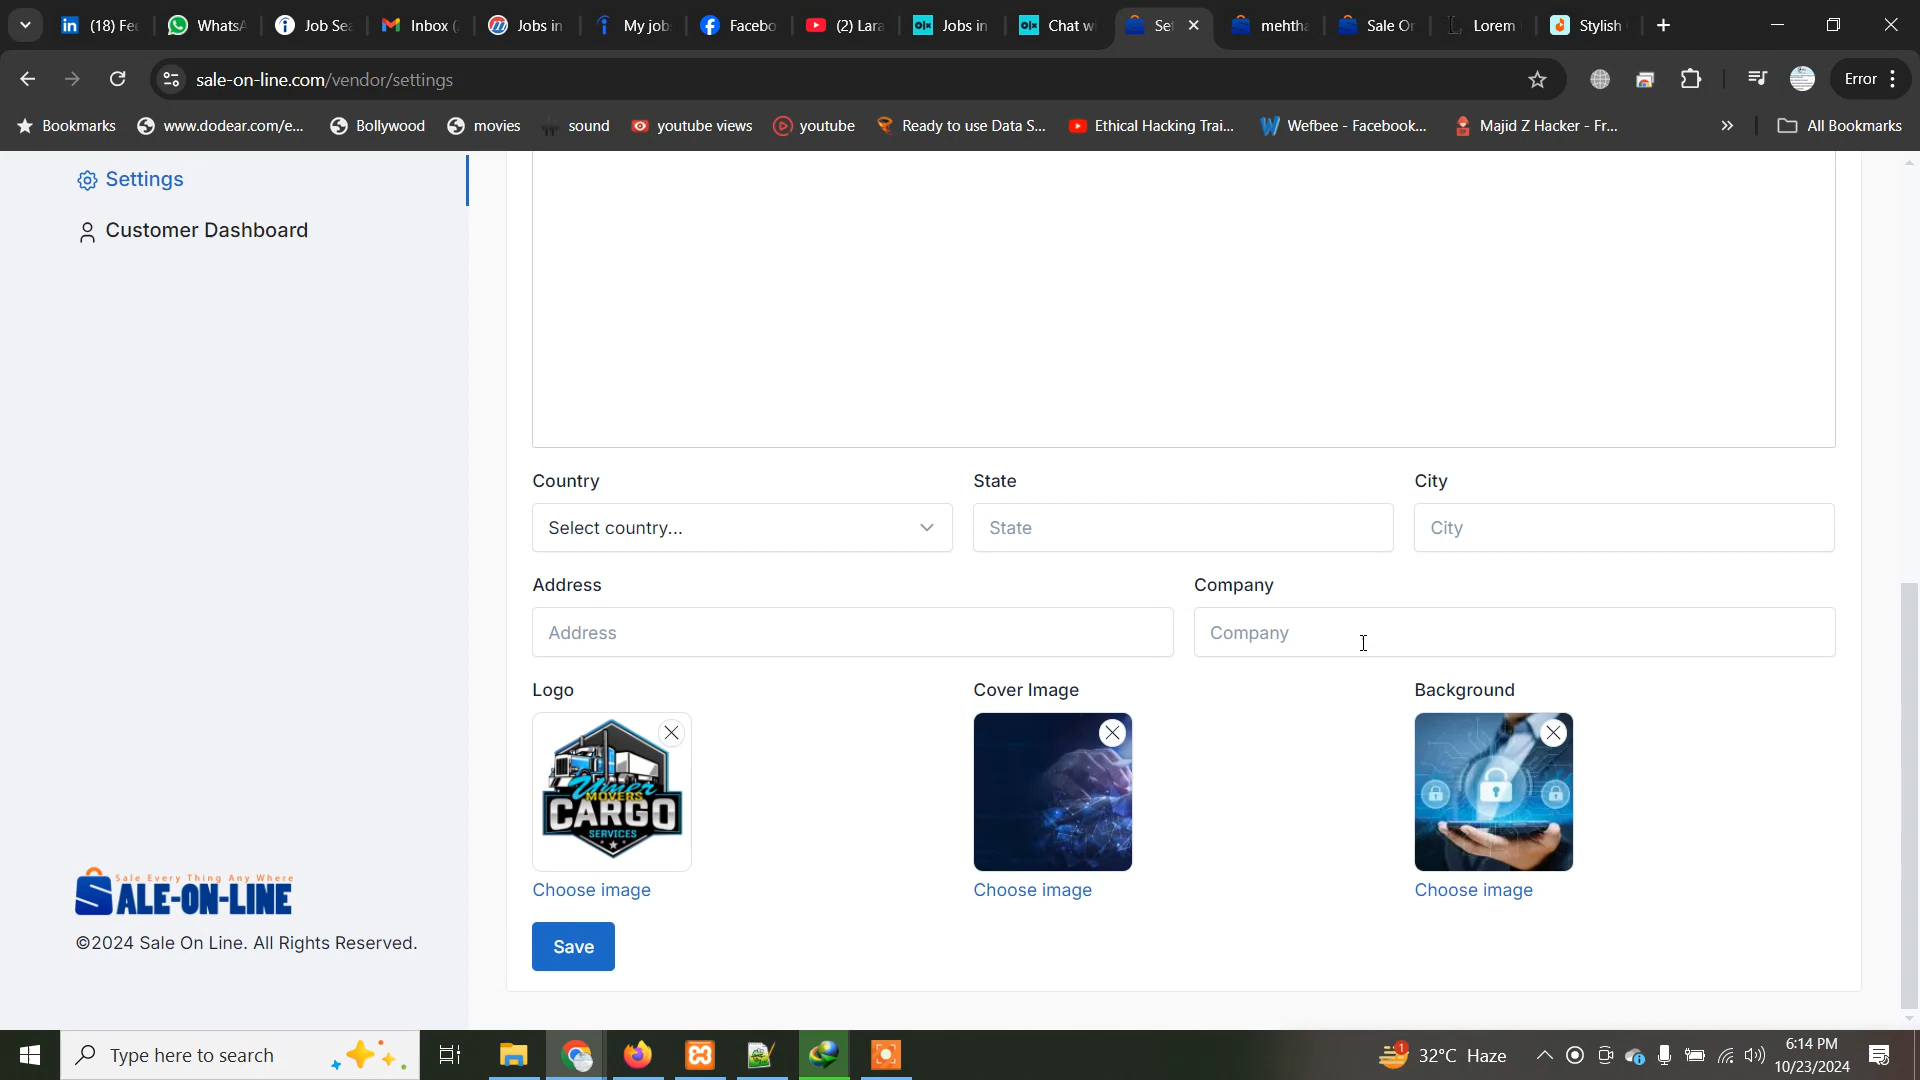 (18) Fe
WhatsA
Job Sea
Inbox (
Jobs in
My job
Facebo
(2) Lara
Jobs in
Chat wi
Set
mehtha
Sale Or
Lorem
Stylish
sale-on-line.com/vendor/settings
Error
Bookmarks
www.dodear.com/e...
Bollywood
movies
sound
youtube views
youtube
Ready to use Data S...
Ethical Hacking Trai...
Wefbee - Facebook...
Majid Z Hacker - Fr...
All Bookmarks
Settings
Customer Dashboard
Country
State
City
Select country...
State
City
Address
Company
Address
Company
Logo
Cover Image
Background
Umer
MOVERS
CARGO
SERVICES
Choose image
Choose image
Choose image
Save
Sale Every Thing Any Where
SALE-ON-LINE
©2024 Sale On Line. All Rights Reserved.
Type here to search
1
32°C Haze
6:14 PM
10/23/2024